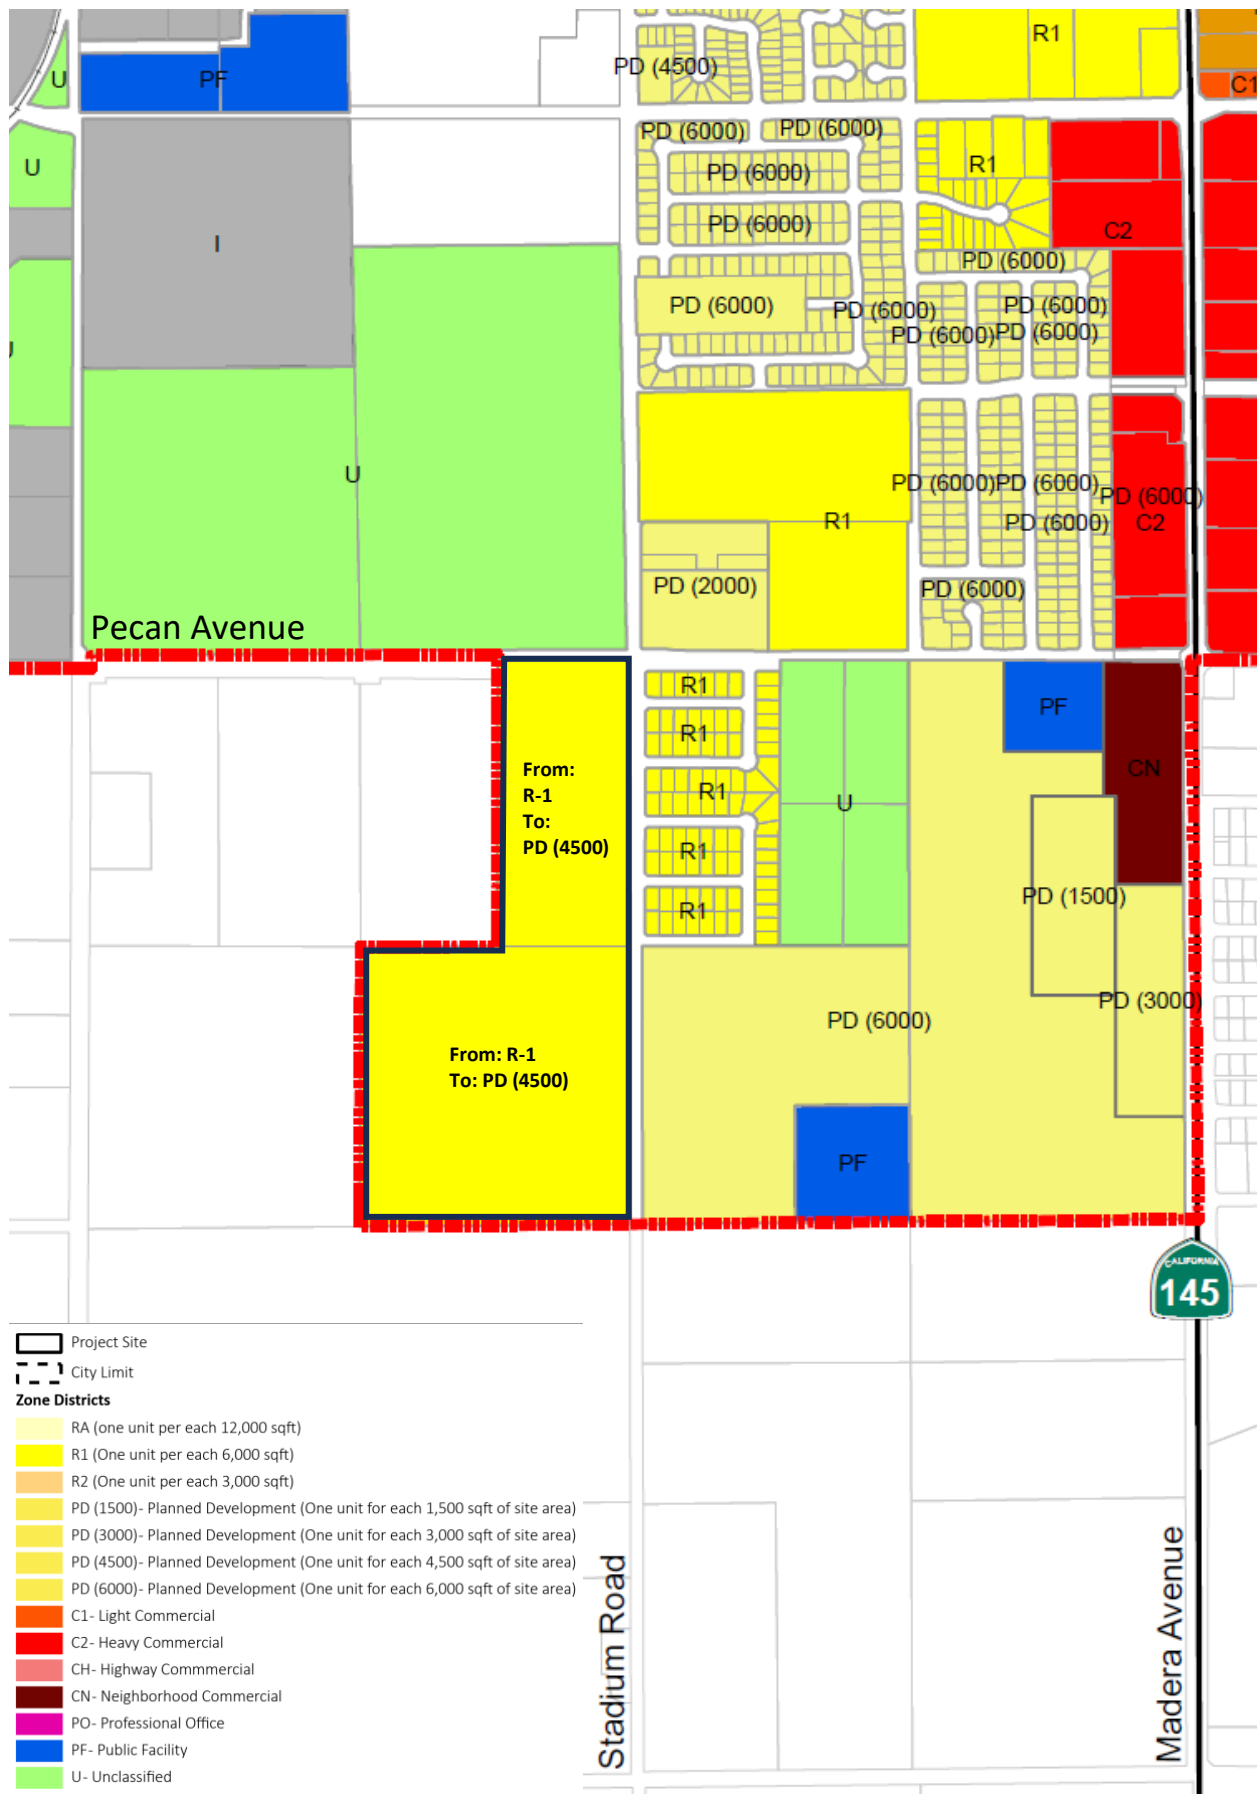 R1
PD (4500)
U
PF
C1
PD (6000)
PD (6000)
U
PD (6000)
R1
I
PD (6000)
C2
PD (6000)
PD (6000)
PD (6000)
PD (6000)
PD (6000)
PD (6000)
U
U
PD (6000)
PD (6000)
PD (6000)
R1
PD (6000)
C2
PD (2000)
PD (6000)
Pecan Avenue
R1
PF
R1
From:
R-1
To:
PD (4500)
CN
R1
U
R1
PD (1500)
R1
PD (3000)
PD (6000)
From: R-1
To: PD (4500)
PF
CALIFORNIA
145
Project Site
City Limit
Zone Districts
RA (one unit per each 12,000 sqft)
R1 (One unit per each 6,000 sqft)
R2 (One unit per each 3,000 sqft)
PD (1500)- Planned Development (One unit for each 1,500 sqft of site area)
PD (3000)- Planned Development (One unit for each 3,000 sqft of site area)
PD (4500)- Planned Development (One unit for each 4,500 sqft of site area)
PD (6000)- Planned Development (One unit for each 6,000 sqft of site area)
C1- Light Commercial
C2- Heavy Commercial
CH- Highway Commmercial
CN- Neighborhood Commercial
PO- Professional Office
PF- Public Facility
U- Unclassified
Stadium Road
Madera Avenue